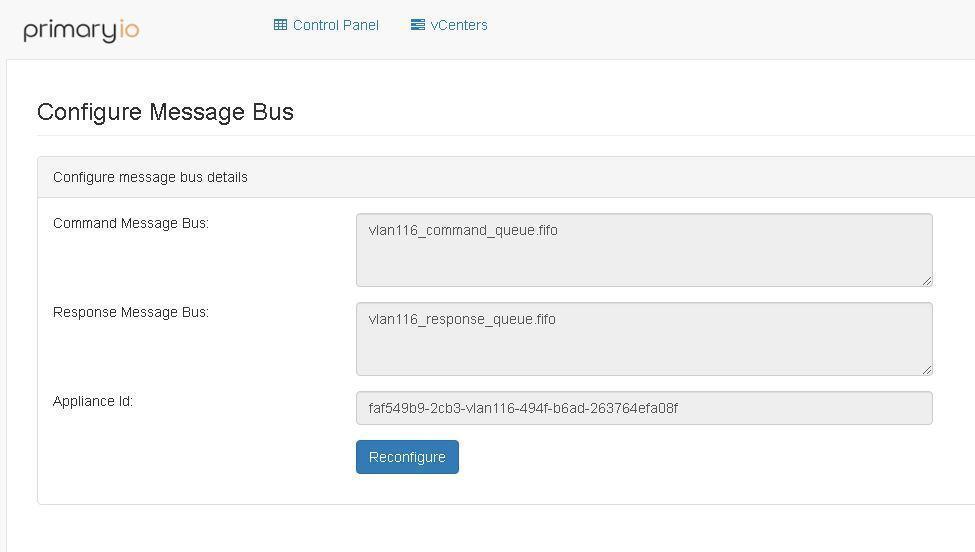 primaryio
Control Panel
vCenters
Configure Message Bus
Configure message bus details
Command Message Bus:
vlan116_command_queue.fifo
Response Message Bus:
vlan116_response_queue.fifo
Appliance Id:
faf549b9-2cb3-vlan116-494f-b6ad-263764efa08f
Reconfigure